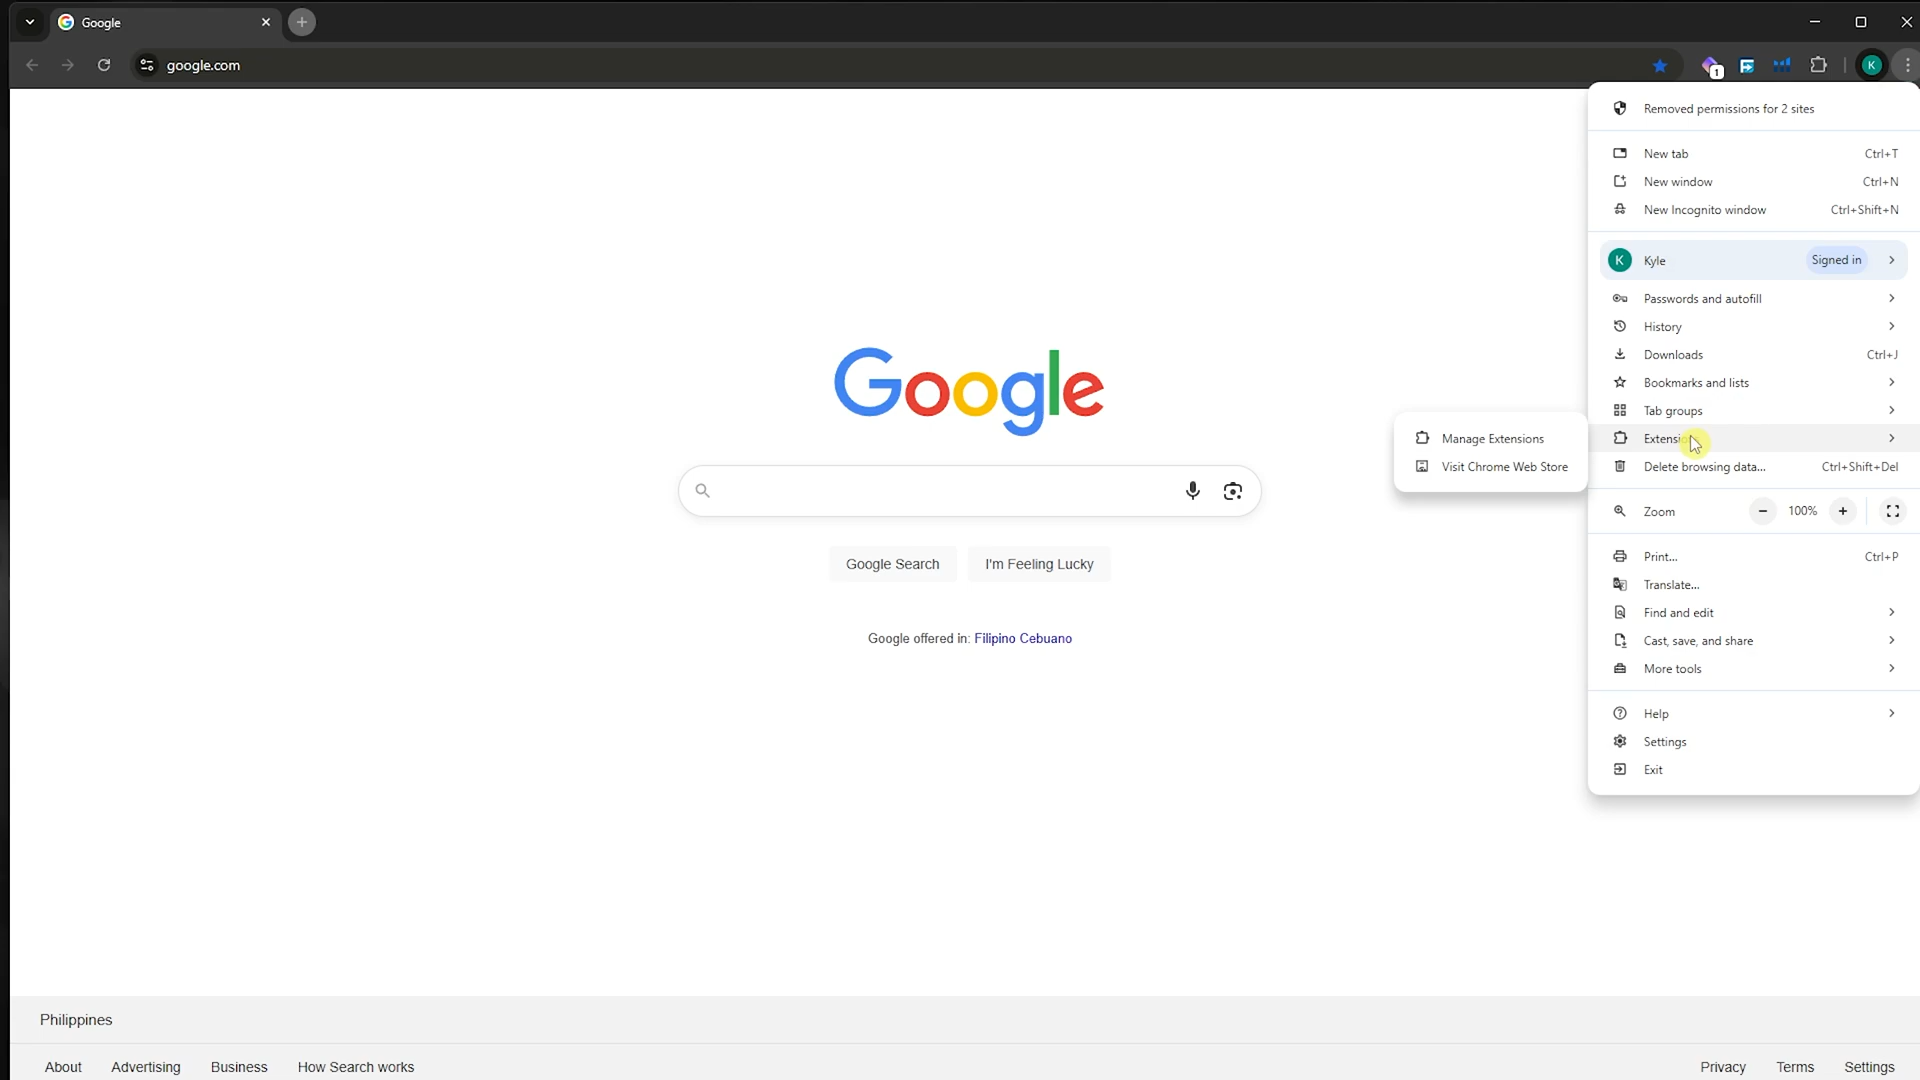 Google
google.com
1
K
Removed permissions for 2 sites
New tab Ctrl+T
New window Ctrl+N
New Incognito window Ctrl+Shift+N
K Kyle Signed in
Passwords and autofill
History
Downloads Ctrl+J
Bookmarks and lists
Tab groups
Manage Extensions
Visit Chrome Web Store
Delete browsing data... Ctrl+Shift+Del
Zoom − 100% +
Print... Ctrl+P
Translate...
Find and edit
Cast, save, and share
More tools
Help
Settings
Exit
Google
Google Search I'm Feeling Lucky
Google offered in: Filipino Cebuano
Philippines
About Advertising Business How Search works Privacy Terms Settings